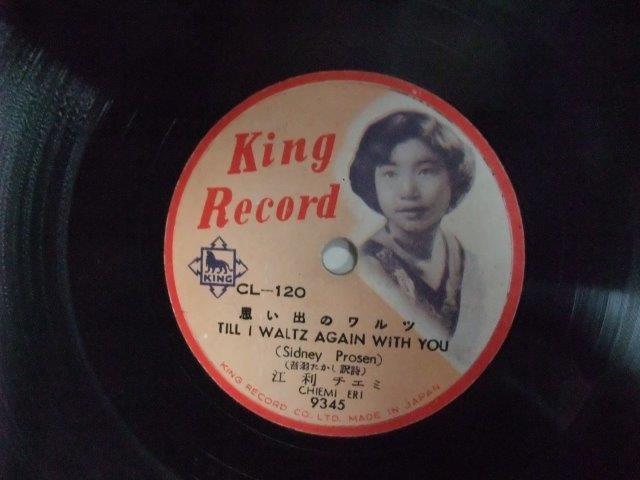 King
Record
KING
CL-120
思い出のワルツ
TILL I WALTZ AGAIN WITH YOU
(Sidney Prosen)
(音羽たかし訳詩)
江利チエミ
CHIEMI ERI
9345
KING RECORD CO., LTD. MADE IN JAPAN